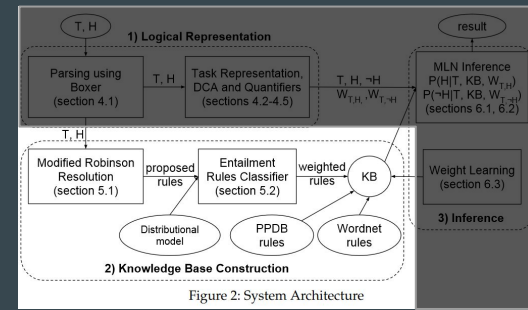 T, H
result
1) Logical Representation
Parsing using
Boxer
(section 4.1)
T, H
Task Representation,
DCA and Quantifiers
(sections 4.2-4.5)
T, H, ¬H
W_{T,H}, ,W_{T,¬H}
MLN Inference
P(H|T, KB, W_{T,H})
P(¬H|T, KB, W_{T,¬H})
(sections 6.1, 6.2)
T, H
Modified Robinson
Resolution
(section 5.1)
proposed
rules
Entailment
Rules Classifier
(section 5.2)
weighted
rules
KB
Weight Learning
(section 6.3)
3) Inference
Distributional
model
PPDB
rules
Wordnet
rules
2) Knowledge Base Construction
Figure 2: System Architecture